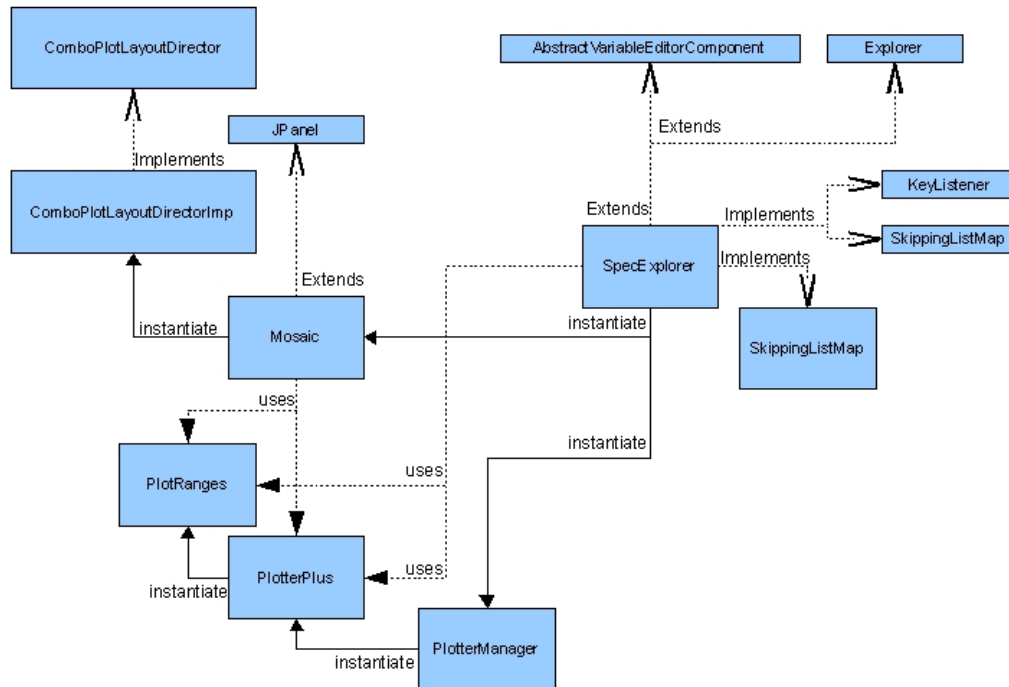 ComboPlotLayoutDirector
AbstractVariableEditorComponent
Explorer
JPanel
Extends
Implements
ComboPlotLayoutDirectorImp
KeyListener
Extends
Implements
SkippingListMap
SpecExplorer
Implements
Extends
instantiate
instantiate
Mosaic
SkippingListMap
uses
instantiate
uses
PlotRanges
uses
PlotterPlus
instantiate
PlotterManager
instantiate